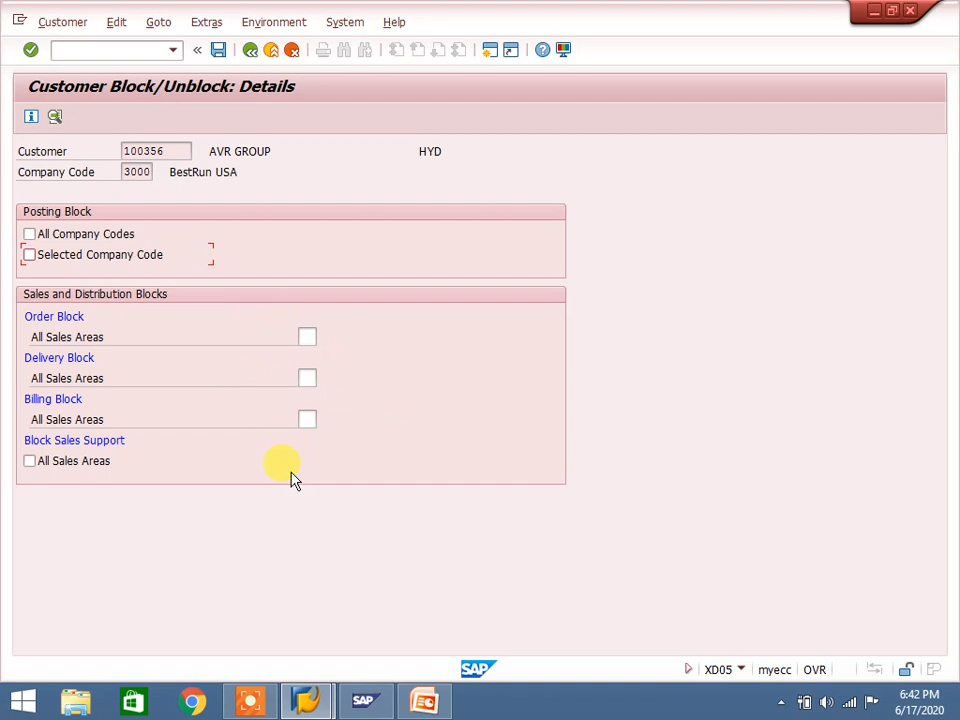 Customer Edit Goto Extras Environment System Help
Customer Block/Unblock: Details
Customer 100356 AVR GROUP HYD
Company Code 3000 BestRun USA
Posting Block
All Company Codes
Selected Company Code
Sales and Distribution Blocks
Order Block
All Sales Areas
Delivery Block
All Sales Areas
Billing Block
All Sales Areas
Block Sales Support
All Sales Areas
SAP XD05 myecc OVR
SAP
6:42 PM
6/17/2020